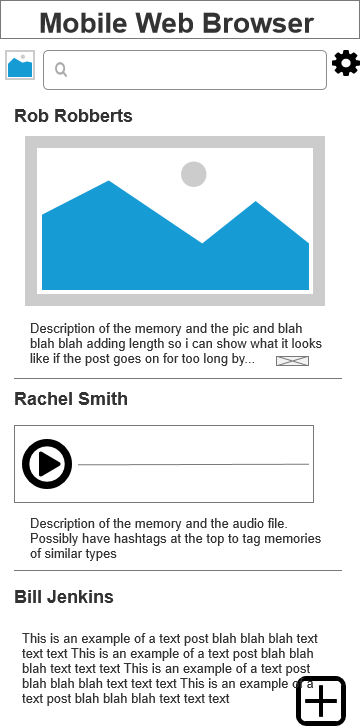 Mobile Web Browser
Rob Robberts
Description of the memory and the pic and blah
blah blah adding length so i can show what it looks
like if the post goes on for too long by...
Rachel Smith
Description of the memory and the audio file.
Possibly have hashtags at the top to tag memories
of similar types
Bill Jenkins
This is an example of a text post blah blah blah text
text text This is an example of a text post blah blah
blah text text text This is an example of a text post
blah blah blah text text text This is an example of a
text post blah blah blah text text text